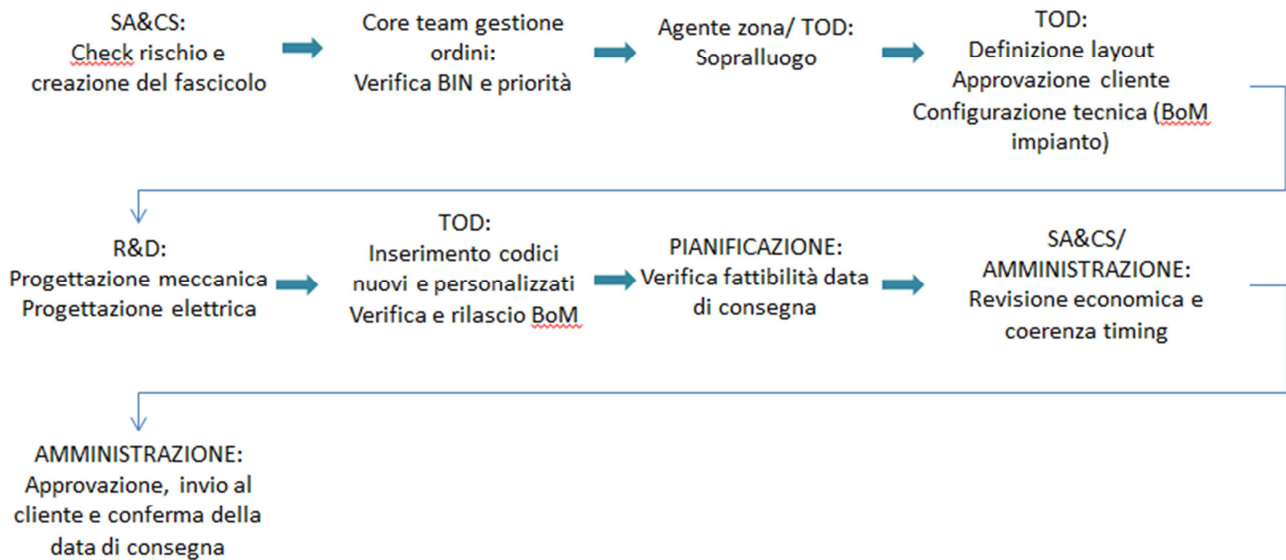 SA&CS:
Check rischio e
creazione del fascicolo
Core team gestione
ordini:
Verifica BIN e priorità
Agente zona/ TOD:
Sopralluogo
TOD:
Definizione layout
Approvazione cliente
Configurazione tecnica (BoM
impianto)
R&D:
Progettazione meccanica
Progettazione elettrica
TOD:
Inserimento codici
nuovi e personalizzati
Verifica e rilascio BoM
PIANIFICAZIONE:
Verifica fattibilità data
di consegna
SA&CS/
AMMINISTRAZIONE:
Revisione economica e
coerenza timing
AMMINISTRAZIONE:
Approvazione, invio al
cliente e conferma della
data di consegna